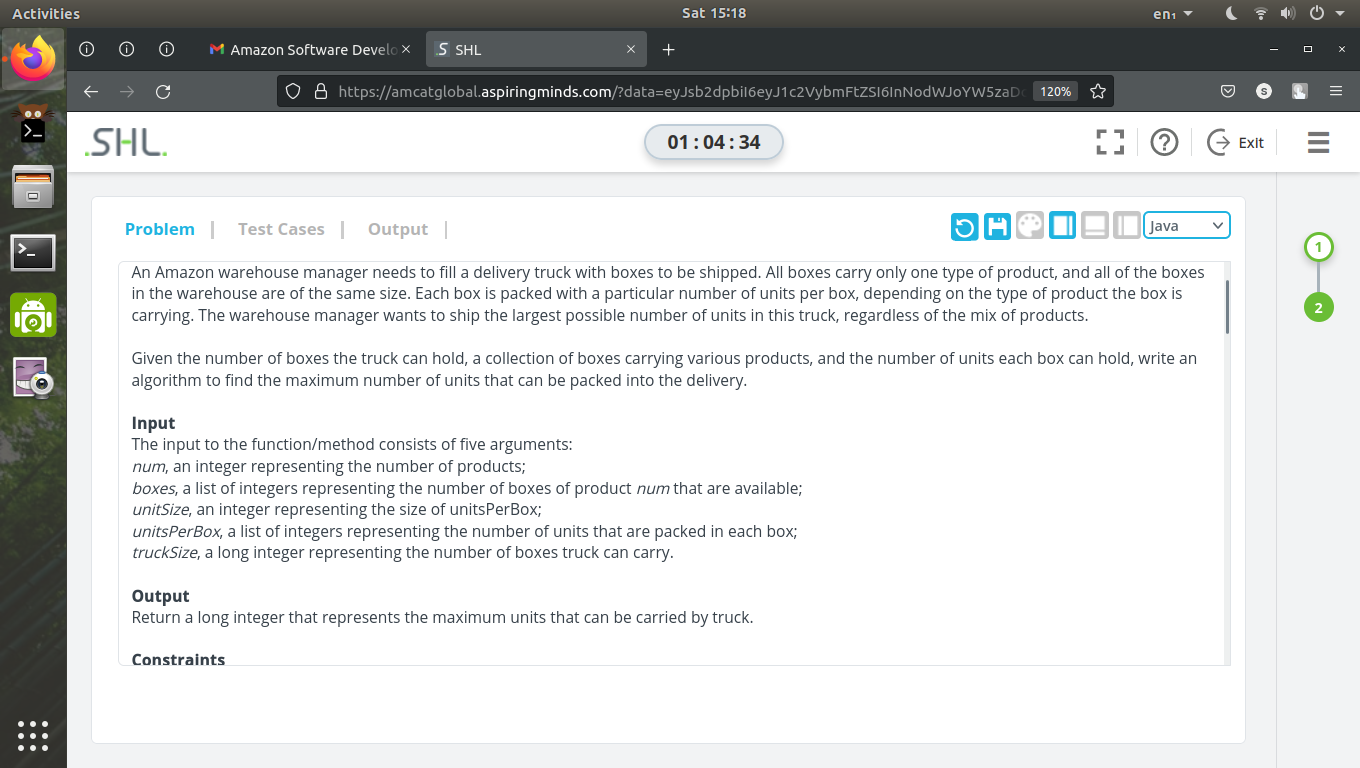 Activities
Sat 15:18
en₁
Amazon Software Develo
SHL
https://amcatglobal.aspiringminds.com/?data=eyJsb2dpbiI6eyJ1c2VybmFtZSI6InNodWJoYW5zaDc
120%
S
.SHL.
01 : 04 : 34
Exit
Problem | Test Cases | Output |
Java
1
2
An Amazon warehouse manager needs to fill a delivery truck with boxes to be shipped. All boxes carry only one type of product, and all of the boxes
in the warehouse are of the same size. Each box is packed with a particular number of units per box, depending on the type of product the box is
carrying. The warehouse manager wants to ship the largest possible number of units in this truck, regardless of the mix of products.
Given the number of boxes the truck can hold, a collection of boxes carrying various products, and the number of units each box can hold, write an
algorithm to find the maximum number of units that can be packed into the delivery.
Input
The input to the function/method consists of five arguments:
num, an integer representing the number of products;
boxes, a list of integers representing the number of boxes of product num that are available;
unitSize, an integer representing the size of unitsPerBox;
unitsPerBox, a list of integers representing the number of units that are packed in each box;
truckSize, a long integer representing the number of boxes truck can carry.
Output
Return a long integer that represents the maximum units that can be carried by truck.
Constraints